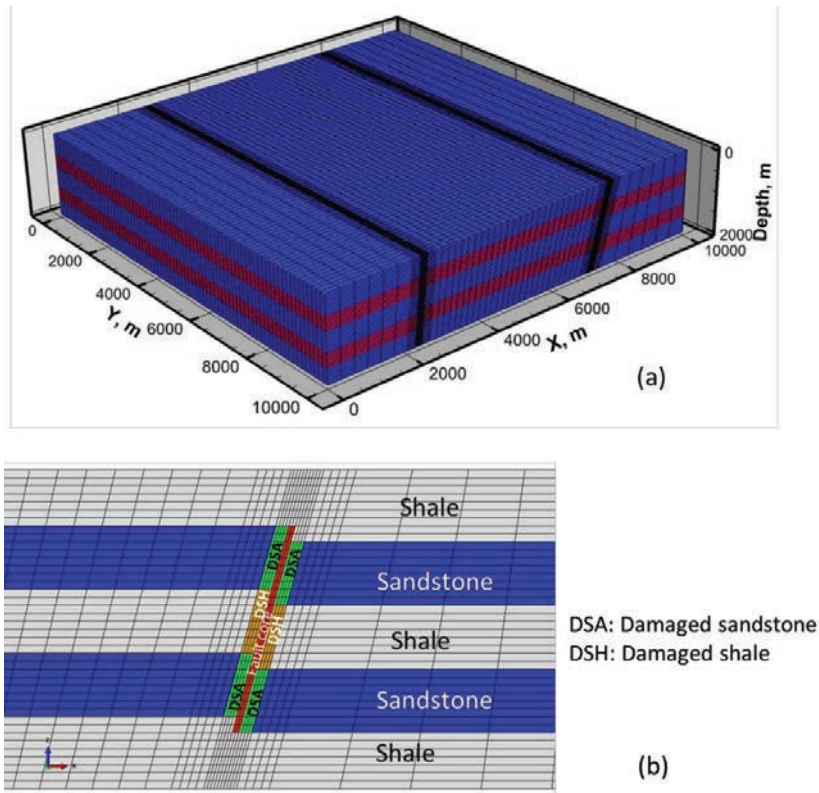 0
2000
4000
6000
8000
10000
Y, m
0
2000
4000
6000
8000
10000
X, m
0
2000
Depth, m
(a)
Shale
DSA
DSA
Sandstone
DSH
Fault core
DSH
Shale
DSA: Damaged sandstone
DSH: Damaged shale
DSA
DSA
Sandstone
Shale
z
x
(b)